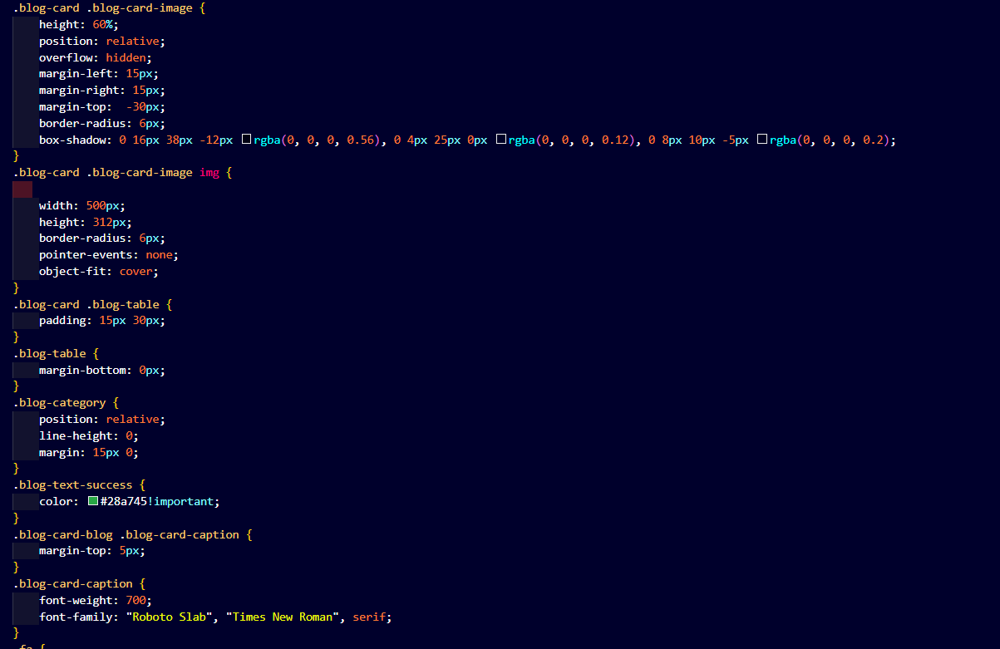 .blog-card .blog-card-image {
    height: 60%;
    position: relative;
    overflow: hidden;
    margin-left: 15px;
    margin-right: 15px;
    margin-top:  -30px;
    border-radius: 6px;
    box-shadow: 0 16px 38px -12px rgba(0, 0, 0, 0.56), 0 4px 25px 0px rgba(0, 0, 0, 0.12), 0 8px 10px -5px rgba(0, 0, 0, 0.2);
}
.blog-card .blog-card-image img {

    width: 500px;
    height: 312px;
    border-radius: 6px;
    pointer-events: none;
    object-fit: cover;
}
.blog-card .blog-table {
    padding: 15px 30px;
}
.blog-table {
    margin-bottom: 0px;
}
.blog-category {
    position: relative;
    line-height: 0;
    margin: 15px 0;
}
.blog-text-success {
    color: #28a745!important;
}
.blog-card-blog .blog-card-caption {
    margin-top: 5px;
}
.blog-card-caption {
    font-weight: 700;
    font-family: "Roboto Slab", "Times New Roman", serif;
}